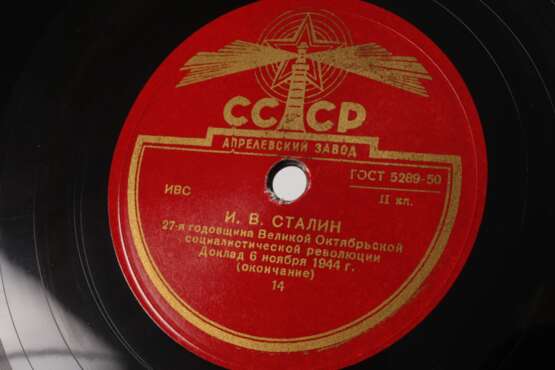 СССР
АПРЕЛЕВСКИЙ ЗАВОД
ГОСТ 5289-50
ИВС
II кл.
И. В. СТАЛИН
27-я годовщина Великой Октябрьской
социалистической революции
Доклад 6 ноября 1944 г.
(окончание)
14